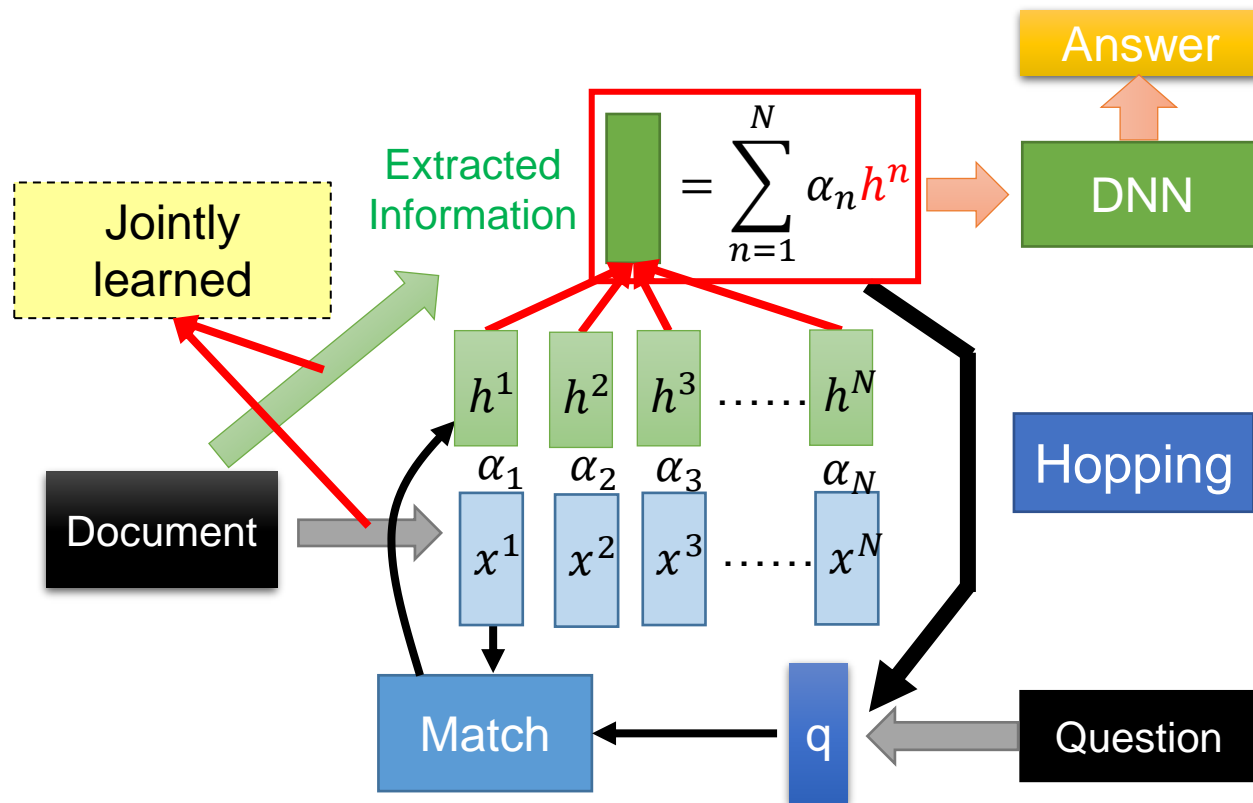 Answer
Extracted
Information
= \sum_{n=1}^{N} α_n h^n
DNN
Jointly
learned
h^1 h^2 h^3 …… h^N
α_1 α_2 α_3 α_N
Hopping
Document
x^1 x^2 x^3 …… x^N
Match
q
Question